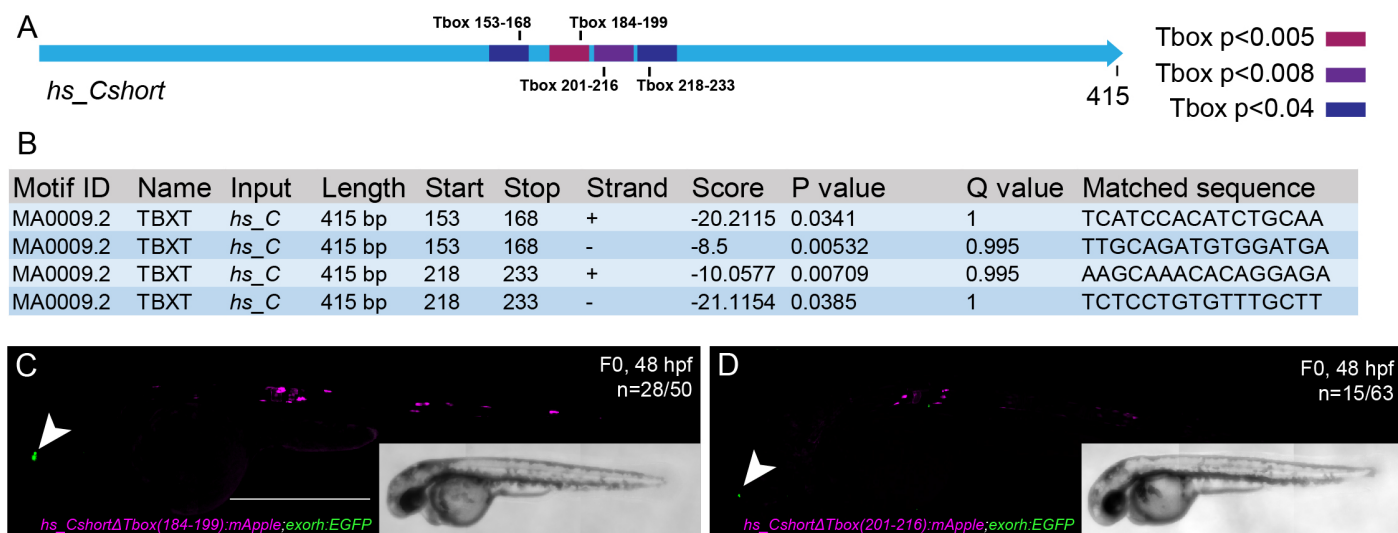 A
Tbox 153-168
Tbox 184-199
Tbox 201-216
Tbox 218-233
hs_Cshort
415
Tbox p<0.005
Tbox p<0.008
Tbox p<0.04
B
Motif ID Name Input Length Start Stop Strand Score P value Q value Matched sequence
MA0009.2 TBXT hs_C 415 bp 153 168 + -20.2115 0.0341 1 TCATCCACATCTGCAA
MA0009.2 TBXT hs_C 415 bp 153 168 - -8.5 0.00532 0.995 TTGCAGATGTGGATGA
MA0009.2 TBXT hs_C 415 bp 218 233 + -10.0577 0.00709 0.995 AAGCAAACACAGGAGA
MA0009.2 TBXT hs_C 415 bp 218 233 - -21.1154 0.0385 1 TCTCCTGTGTTTGCTT
C
F0, 48 hpf
n=28/50
hs_CshortΔTbox(184-199):mApple;exorh:EGFP
D
F0, 48 hpf
n=15/63
hs_CshortΔTbox(201-216):mApple;exorh:EGFP